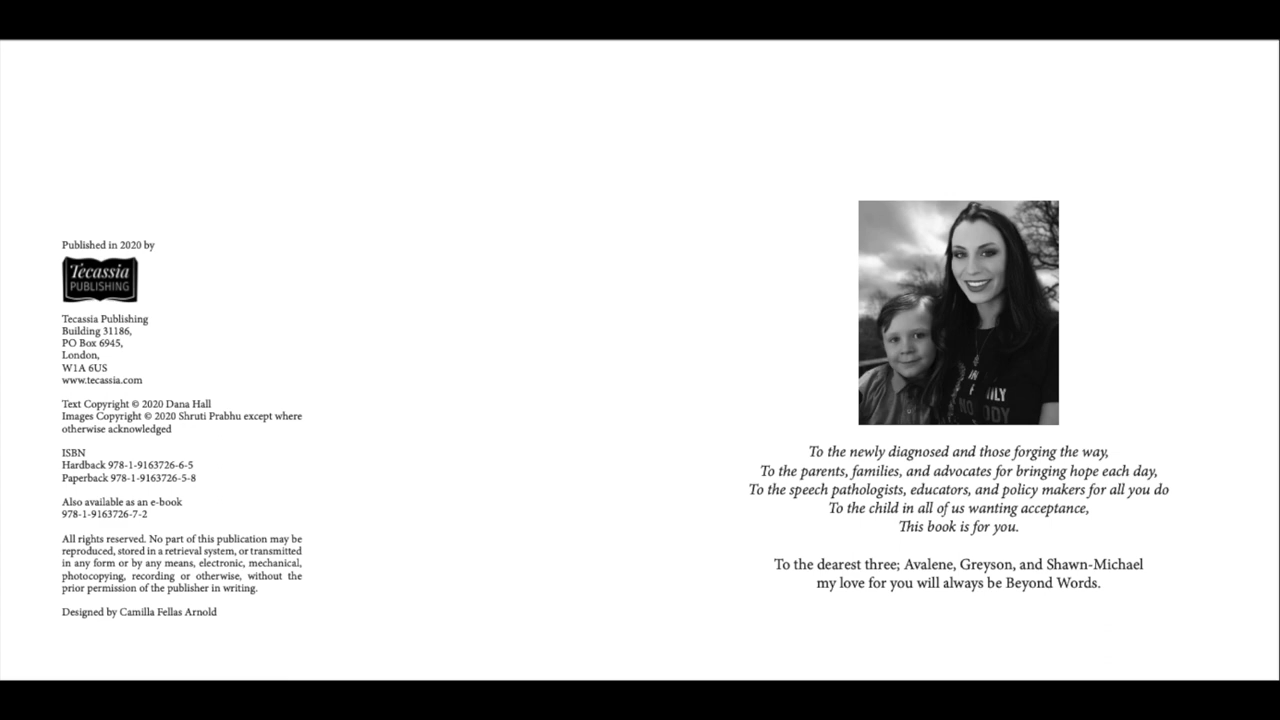 Published in 2020 by
Tecassia
PUBLISHING
Tecassia Publishing
Building 31186,
PO Box 6945,
London,
W1A 6US
www.tecassia.com
Text Copyright © 2020 Dana Hall
Images Copyright © 2020 Shruti Prabhu except where
otherwise acknowledged
ISBN
Hardback 978-1-9163726-6-5
Paperback 978-1-9163726-5-8
Also available as an e-book
978-1-9163726-7-2
All rights reserved. No part of this publication may be
reproduced, stored in a retrieval system, or transmitted
in any form or by any means, electronic, mechanical,
photocopying, recording or otherwise, without the
prior permission of the publisher in writing.
Designed by Camilla Fellas Arnold
To the newly diagnosed and those forging the way,
To the parents, families, and advocates for bringing hope each day,
To the speech pathologists, educators, and policy makers for all you do
To the child in all of us wanting acceptance,
This book is for you.
To the dearest three; Avalene, Greyson, and Shawn-Michael
my love for you will always be Beyond Words.